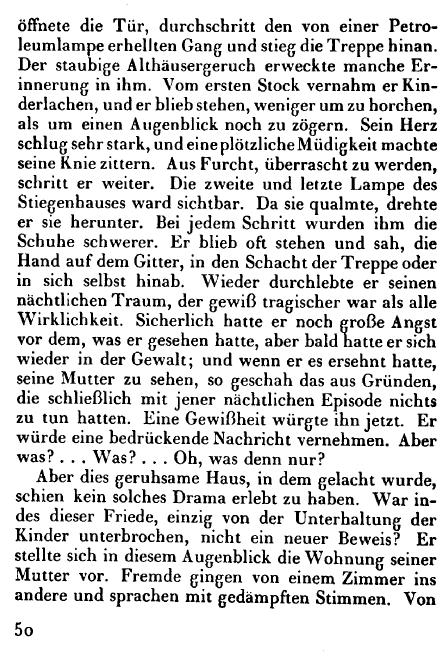 öffnete die Tür, durchschritt den von einer Petro-
leumlampe erhellten Gang und stieg die Treppe hinan.
Der staubige Althäusergeruch erweckte manche Er-
innerung in ihm. Vom ersten Stock vernahm er Kin-
derlachen, und er blieb stehen, weniger um zu horchen,
als um einen Augenblick noch zu zögern. Sein Herz
schlug sehr stark, und eine plötzliche Müdigkeit machte
seine Knie zittern. Aus Furcht, überrascht zu werden,
schritt er weiter. Die zweite und letzte Lampe des
Stiegenhauses ward sichtbar. Da sie qualmte, drehte
er sie herunter. Bei jedem Schritt wurden ihm die
Schuhe schwerer. Er blieb oft stehen und sah, die
Hand auf dem Gitter, in den Schacht der Treppe oder
in sich selbst hinab. Wieder durchlebte er seinen
nächtlichen Traum, der gewiß tragischer war als alle
Wirklichkeit. Sicherlich hatte er noch große Angst
vor dem, was er gesehen hatte, aber bald hatte er sich
wieder in der Gewalt; und wenn er es ersehnt hatte,
seine Mutter zu sehen, so geschah das aus Gründen,
die schließlich mit jener nächtlichen Episode nichts
zu tun hatten. Eine Gewißheit würgte ihn jetzt. Er
würde eine bedrückende Nachricht vernehmen. Aber
was? . . . Was? . . . Oh, was denn nur?
Aber dies geruhsame Haus, in dem gelacht wurde,
schien kein solches Drama erlebt zu haben. War in-
des dieser Friede, einzig von der Unterhaltung der
Kinder unterbrochen, nicht ein neuer Beweis? Er
stellte sich in diesem Augenblick die Wohnung seiner
Mutter vor. Fremde gingen von einem Zimmer ins
andere und sprachen mit gedämpften Stimmen. Von
50